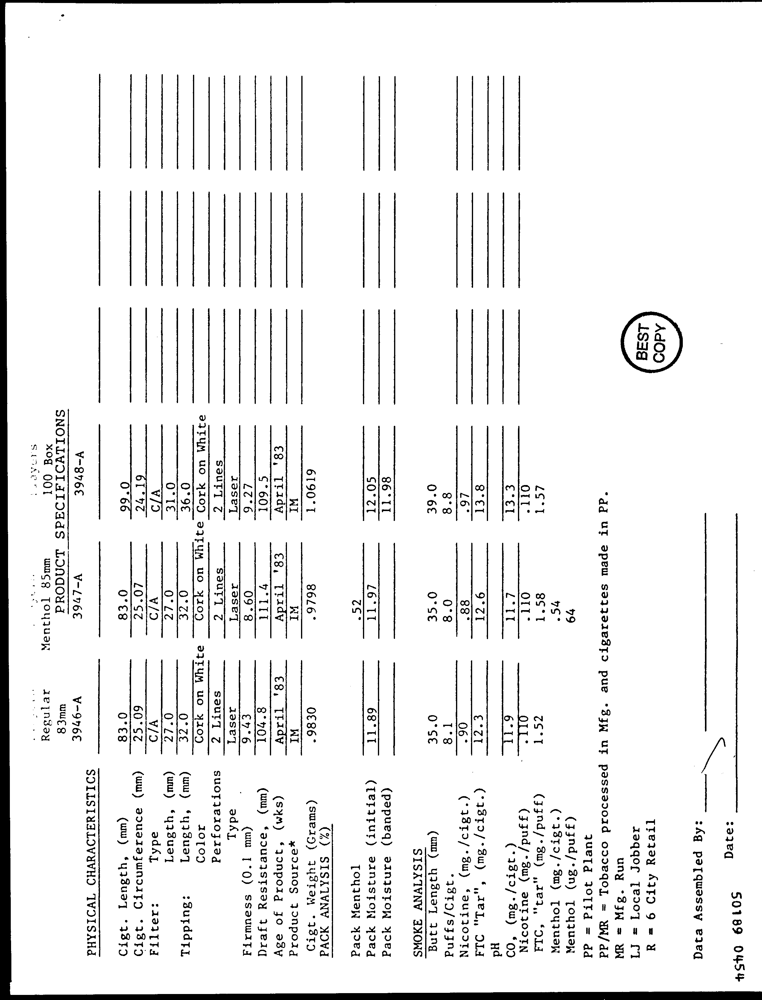 Regular Menthol 85mm 100 Box
83mm PRODUCT SPECIFICATIONS
3946-A 3947-A 3948-A
PHYSICAL CHARACTERISTICS
Cigt. Length, (mm) 83.0 83.0 99.0
Cigt. Circumference (mm) 25.09 25.07 24.19
Filter: Type C/A C/A C/A
Length, (mm) 27.0 27.0 31.0
Tipping: Length, (mm) 32.0 32.0 36.0
Color Cork on White Cork on White Cork on White
Perforations 2 Lines 2 Lines 2 Lines
Type Laser Laser Laser
Firmness (0.1 mm) 9.43 8.60 9.27
Draft Resistance, (mm) 104.8 111.4 109.5
Age of Product, (wks) April '83 April '83 April '83
Product Source* IM IM IM
Cigt. Weight (Grams) .9830 .9798 1.0619
PACK ANALYSIS (%)
Pack Menthol .52
Pack Moisture (initial) 11.89 11.97 12.05
Pack Moisture (banded) 11.98
SMOKE ANALYSIS
Butt Length (mm) 35.0 35.0 39.0
Puffs/Cigt. 8.1 8.0 8.8
Nicotine, (mg./cigt.) .90 .88 .97
FTC "Tar", (mg./cigt.) 12.3 12.6 13.8
pH
CO, (mg./cigt.) 11.9 11.7 13.3
Nicotine (mg./puff) .110 .110 .110
FTC, "tar" (mg./puff) 1.52 1.58 1.57
Menthol (mg./cigt.) .54
Menthol (ug./puff) 64
PP = Pilot Plant
PP/MR = Tobacco processed in Mfg. and cigarettes made in PP.
MR = Mfg. Run
LJ = Local Jobber
R = 6 City Retail
BEST
COPY
Data Assembled By:
Date:
50189 0454